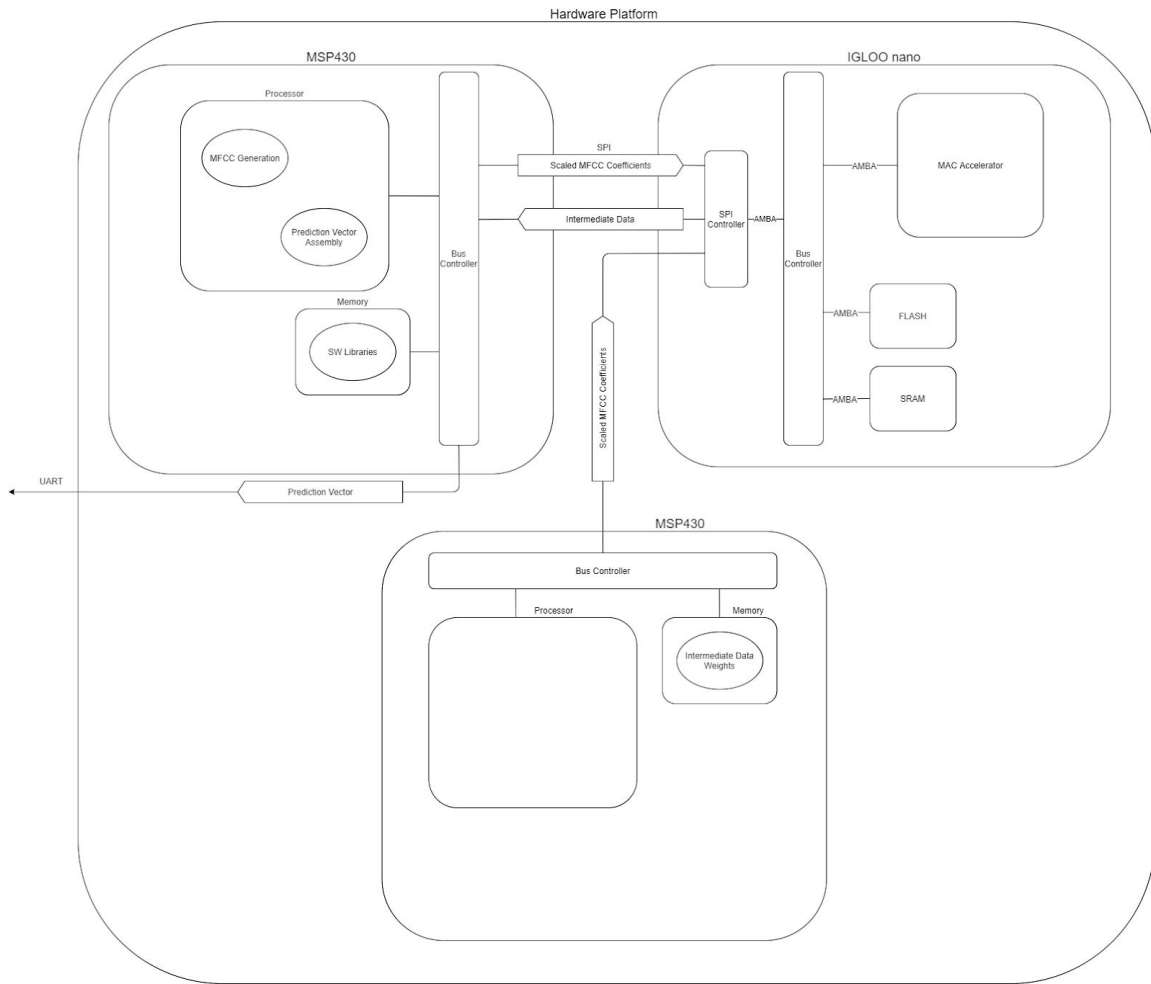 Hardware Platform
MSP430
IGLOO nano
Processor
MFCC Generation
Prediction Vector
Assembly
Memory
SW Libraries
Bus
Controller
SPI
Scaled MFCC Coefficients
Intermediate Data
SPI
Controller
AMBA
Bus
Controller
AMBA
MAC Accelerator
AMBA
FLASH
AMBA
SRAM
Scaled MFCC Coefficients
UART
Prediction Vector
MSP430
Bus Controller
Processor
Memory
Intermediate Data
Weights